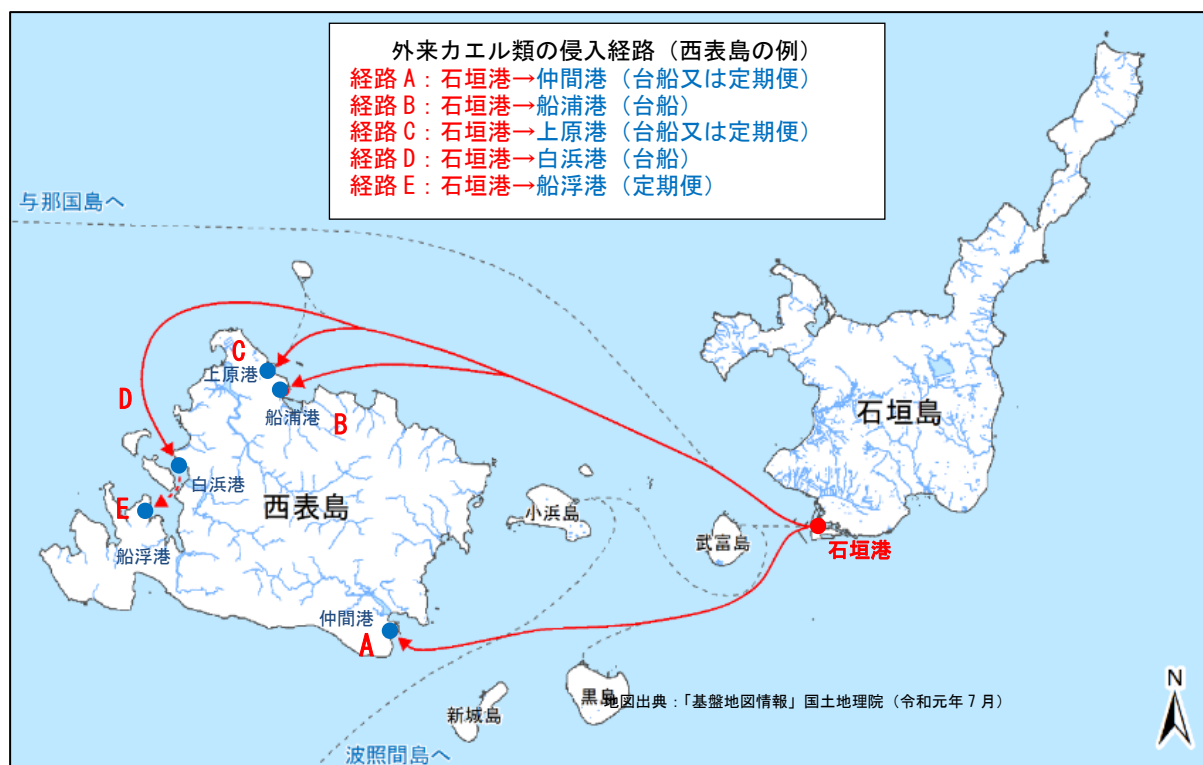 外来カエル類の侵入経路（西表島の例）
経路 A：石垣港→仲間港（台船又は定期便）
経路 B：石垣港→船浦港（台船）
経路 C：石垣港→上原港（台船又は定期便）
経路 D：石垣港→白浜港（台船）
経路 E：石垣港→船浮港（定期便）
与那国島へ
C
上原港
D
船浦港
B
石垣島
白浜港
西表島
E
小浜島
武富島
石垣港
船浮港
仲間港
A
黒島
地図出典：「基盤地図情報」国土地理院（令和元年 7 月）
新城島
波照間島へ
N